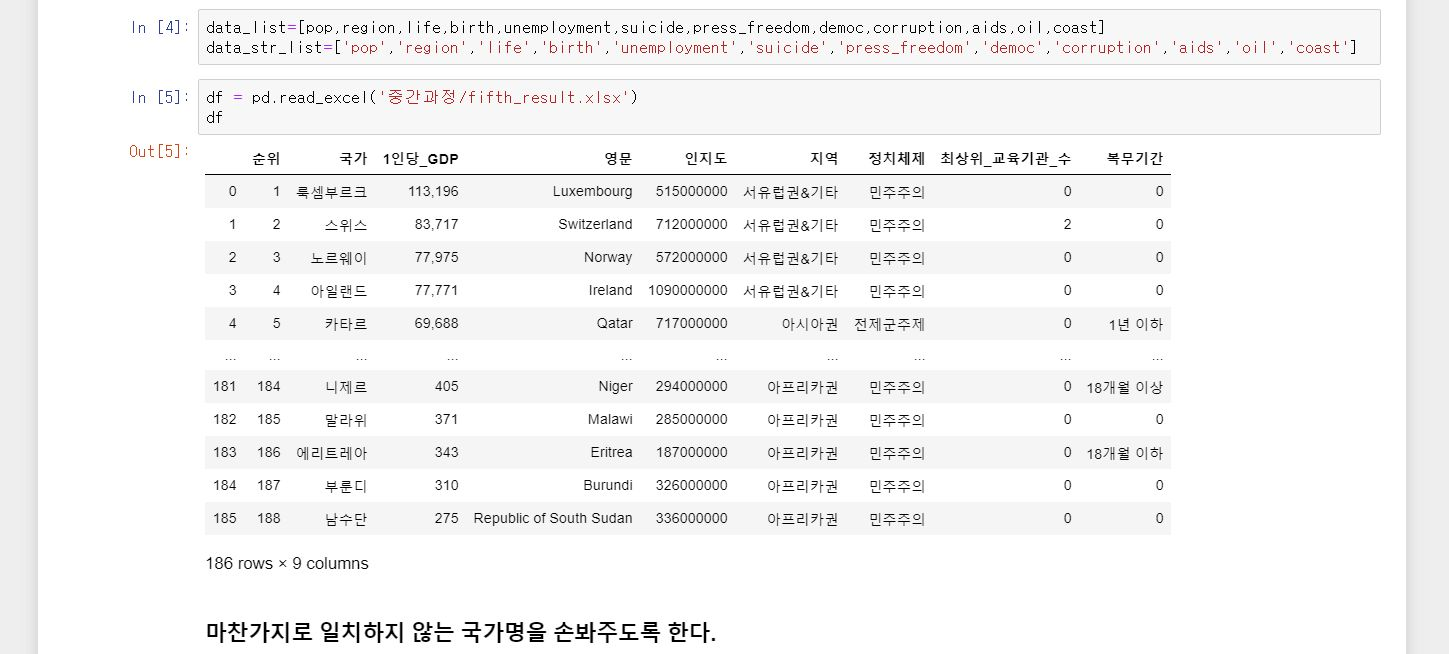 In [4]: data_list=[pop,region,life,birth,unemployment,suicide,press_freedom,democ,corruption,aids,oil,coast]
data_str_list=['pop','region','life','birth','unemployment','suicide','press_freedom','democ','corruption','aids','oil','coast']
In [5]: df = pd.read_excel('중간과정/fifth_result.xlsx')
df
Out[5]:
순위 국가 1인당_GDP 영문 인지도 지역 정치체제 최상위_교육기관_수 복무기간
0 1 룩셈부르크 113,196 Luxembourg 515000000 서유럽권&기타 민주주의 0 0
1 2 스위스 83,717 Switzerland 712000000 서유럽권&기타 민주주의 2 0
2 3 노르웨이 77,975 Norway 572000000 서유럽권&기타 민주주의 0 0
3 4 아일랜드 77,771 Ireland 1090000000 서유럽권&기타 민주주의 0 0
4 5 카타르 69,688 Qatar 717000000 아시아권 전제군주제 0 1년 이하
... ... ... ... ... ... ... ... ... ...
181 184 니제르 405 Niger 294000000 아프리카권 민주주의 0 18개월 이상
182 185 말라위 371 Malawi 285000000 아프리카권 민주주의 0 0
183 186 에리트레아 343 Eritrea 187000000 아프리카권 민주주의 0 18개월 이하
184 187 부룬디 310 Burundi 326000000 아프리카권 민주주의 0 0
185 188 남수단 275 Republic of South Sudan 336000000 아프리카권 민주주의 0 0
186 rows × 9 columns
마찬가지로 일치하지 않는 국가명을 손봐주도록 한다.